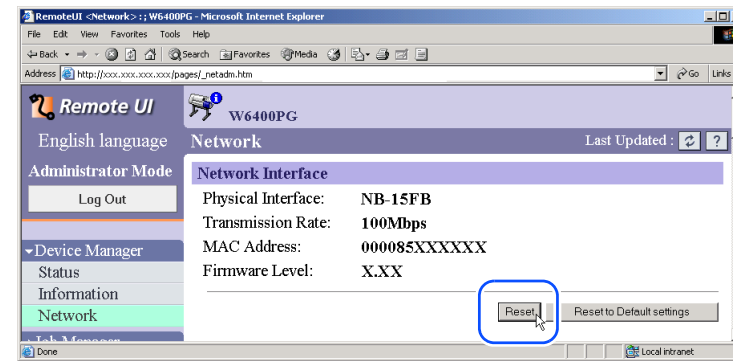 RemoteUI <Network> : ; W6400PG - Microsoft Internet Explorer
File Edit View Favorites Tools Help
Back Search Favorites Media
Address http://xxx.xxx.xxx.xxx/pages/_netadm.htm Go Links
Remote UI
W6400PG
English language
Network Last Updated : ?
Administrator Mode
Network Interface
Log Out
Physical Interface: NB-15FB
Transmission Rate: 100Mbps
MAC Address: 000085XXXXXX
Firmware Level: X.XX
Device Manager
Status
Information
Network
Reset Reset to Default settings
Job Manager
Done Local intranet